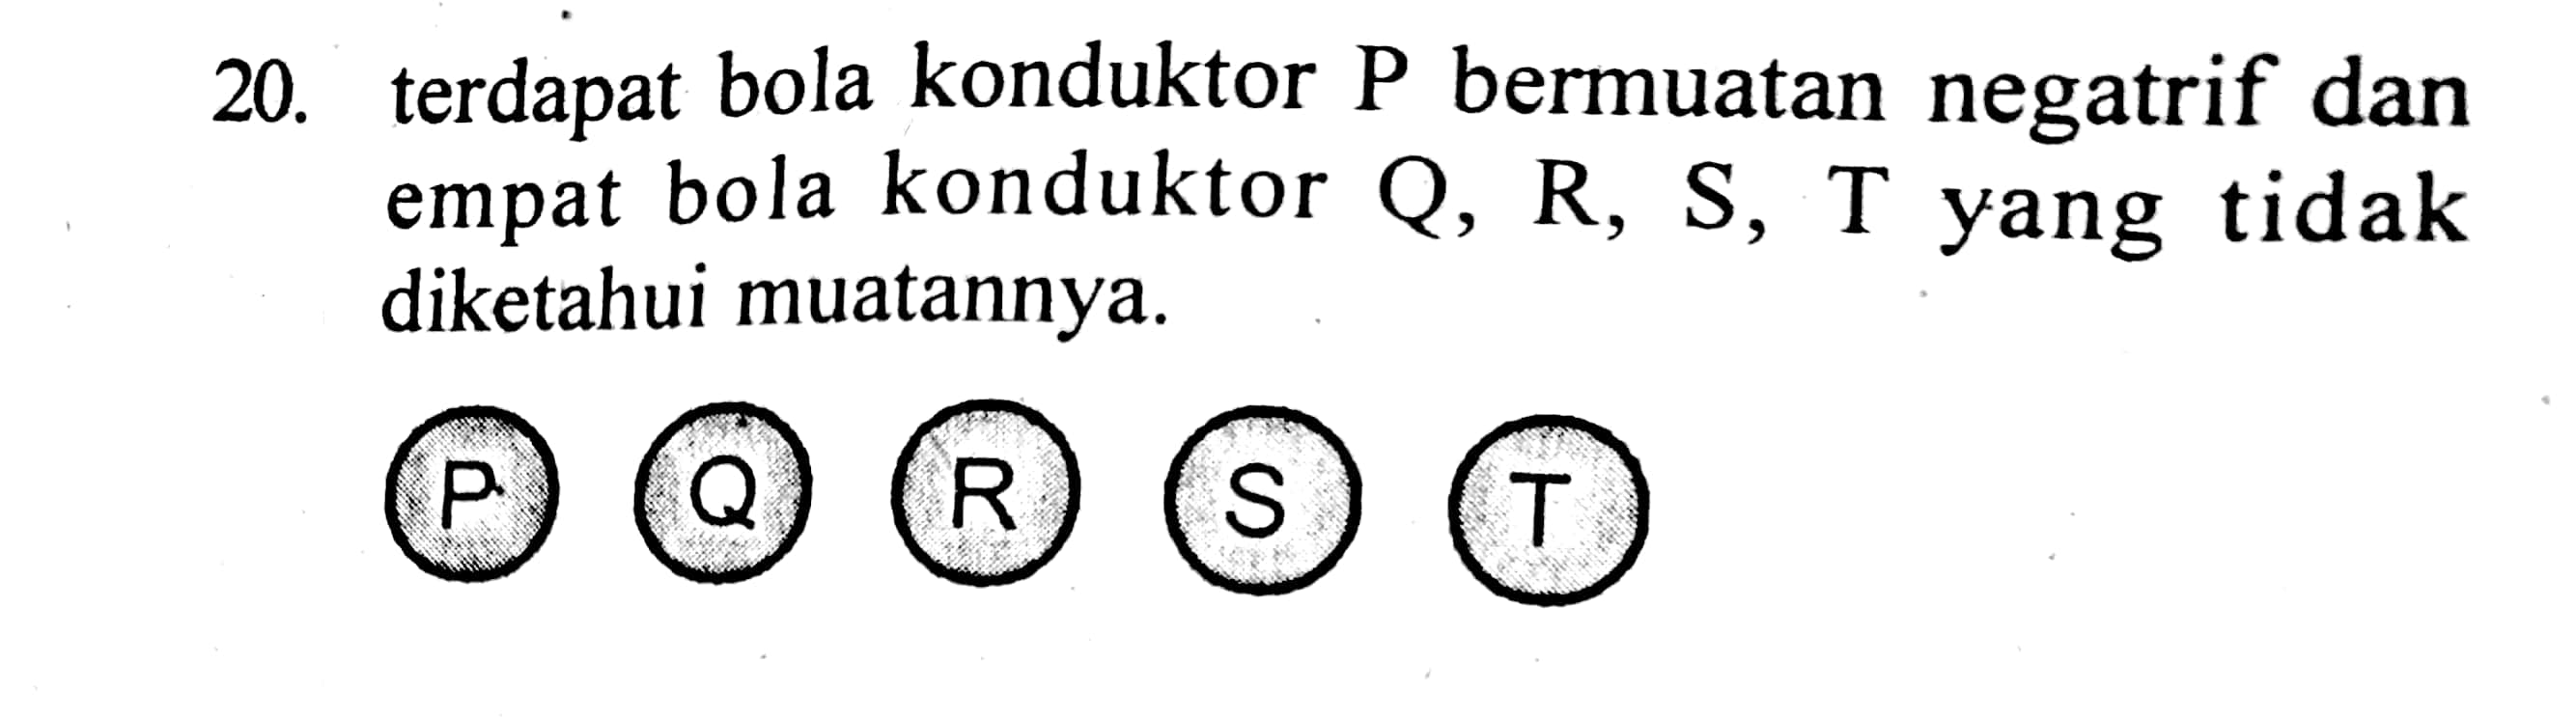 20. terdapat bola konduktor P bermuatan negatrif dan
empat bola konduktor Q, R, S, T yang tidak
diketahui muatannya.
P Q R S T